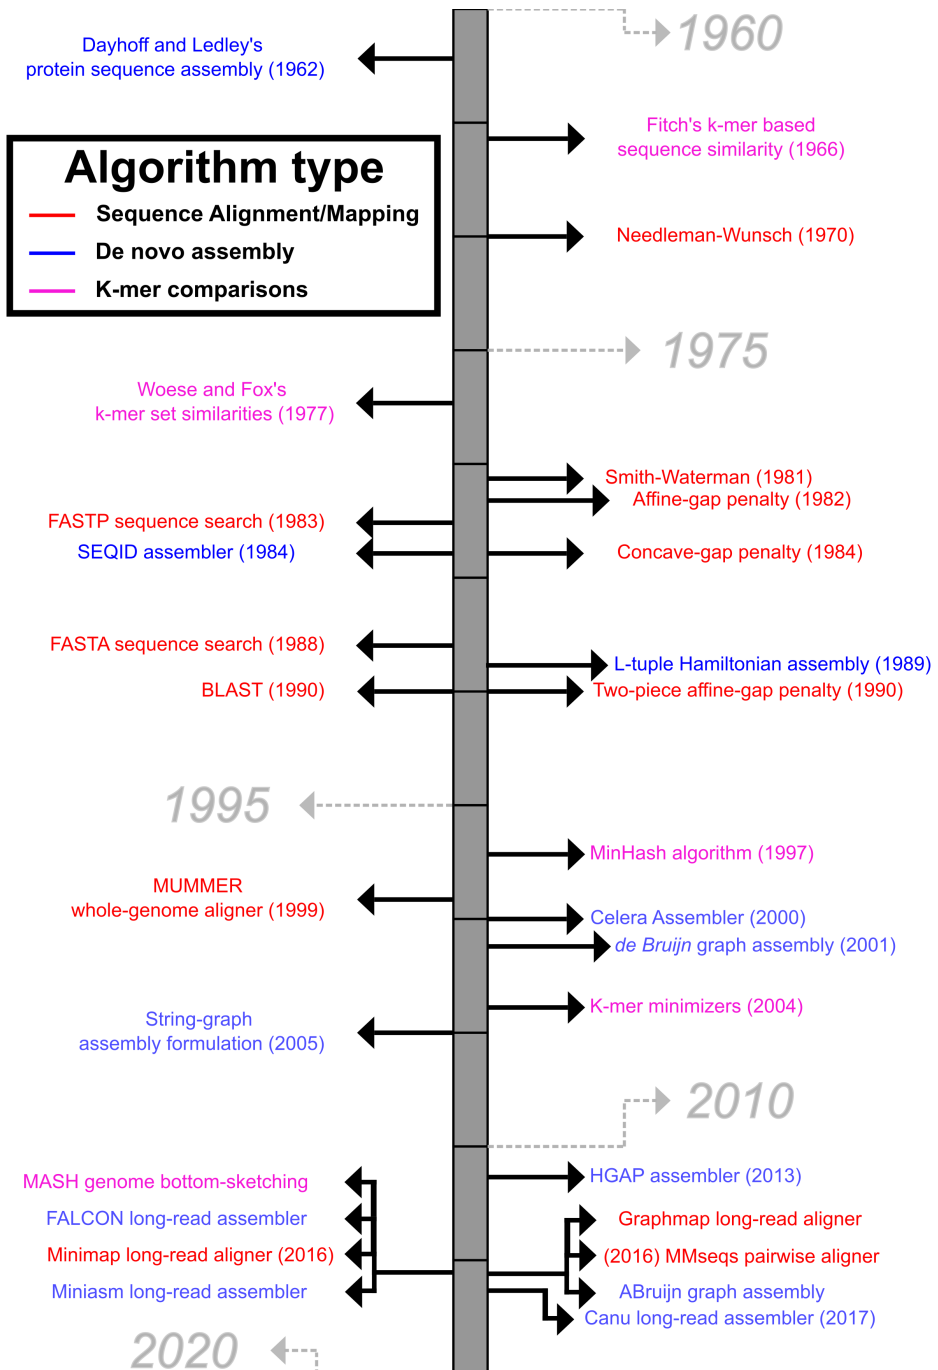 1960
Dayhoff and Ledley's
protein sequence assembly (1962)
Fitch's k-mer based
sequence similarity (1966)
Algorithm type
Sequence Alignment/Mapping
De novo assembly
K-mer comparisons
Needleman-Wunsch (1970)
1975
Woese and Fox's
k-mer set similarities (1977)
Smith-Waterman (1981)
Affine-gap penalty (1982)
FASTP sequence search (1983)
SEQID assembler (1984)
Concave-gap penalty (1984)
FASTA sequence search (1988)
L-tuple Hamiltonian assembly (1989)
BLAST (1990)
Two-piece affine-gap penalty (1990)
1995
MinHash algorithm (1997)
MUMMER
whole-genome aligner (1999)
Celera Assembler (2000)
de Bruijn graph assembly (2001)
K-mer minimizers (2004)
String-graph
assembly formulation (2005)
2010
HGAP assembler (2013)
MASH genome bottom-sketching
FALCON long-read assembler
Minimap long-read aligner (2016)
Miniasm long-read assembler
Graphmap long-read aligner
(2016) MMseqs pairwise aligner
ABruijn graph assembly
Canu long-read assembler (2017)
2020